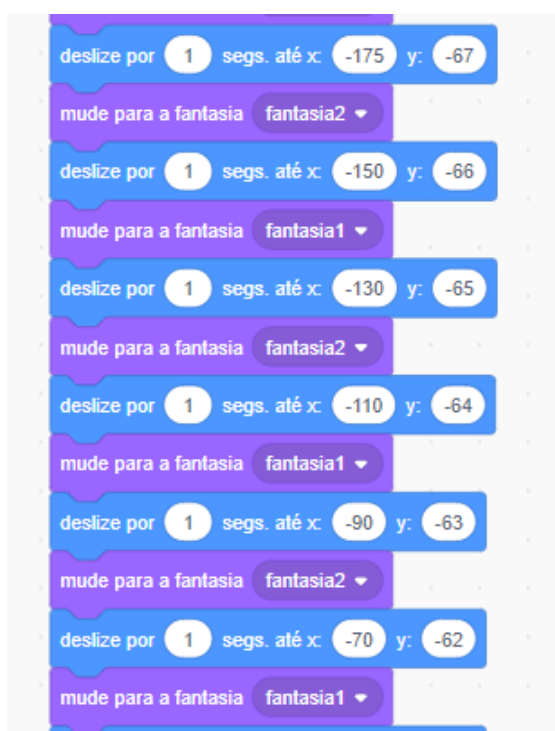 deslize por 1 segs. até x: -175 y: -67
mude para a fantasia fantasia2
deslize por 1 segs. até x: -150 y: -66
mude para a fantasia fantasia1
deslize por 1 segs. até x: -130 y: -65
mude para a fantasia fantasia2
deslize por 1 segs. até x: -110 y: -64
mude para a fantasia fantasia1
deslize por 1 segs. até x: -90 y: -63
mude para a fantasia fantasia2
deslize por 1 segs. até x: -70 y: -62
mude para a fantasia fantasia1